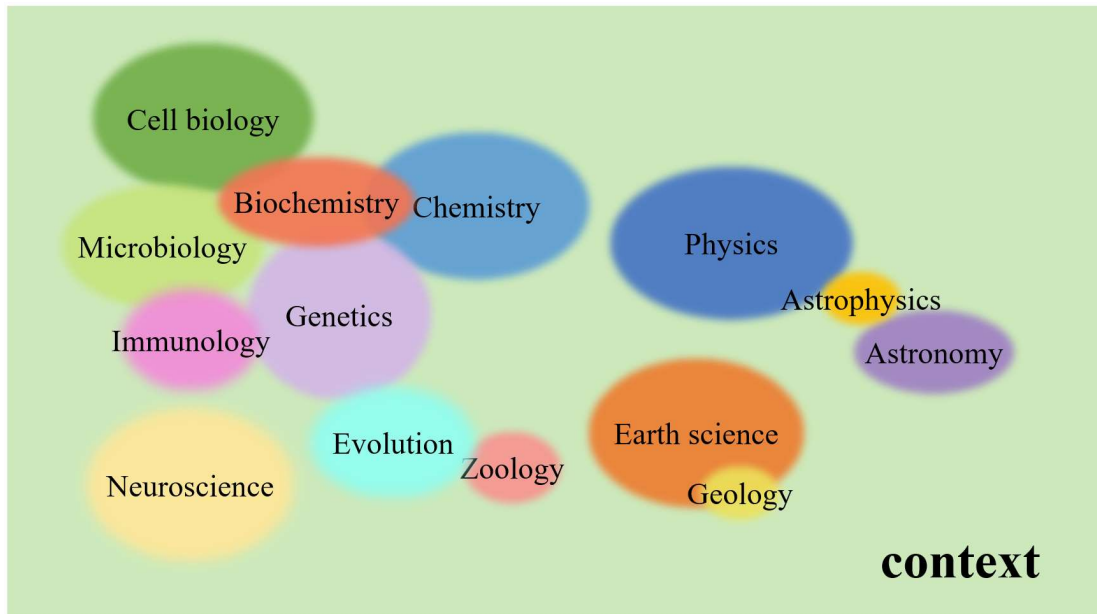 Cell biology
Biochemistry
Chemistry
Microbiology
Physics
Genetics
Astrophysics
Immunology
Astronomy
Evolution
Earth science
Zoology
Neuroscience
Geology
context